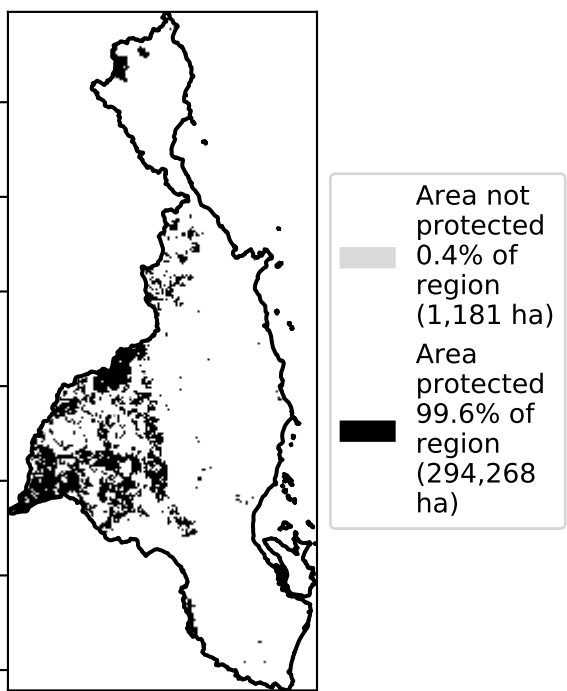 Area not
protected
0.4% of
region
(1,181 ha)
Area
protected
99.6% of
region
(294,268
ha)